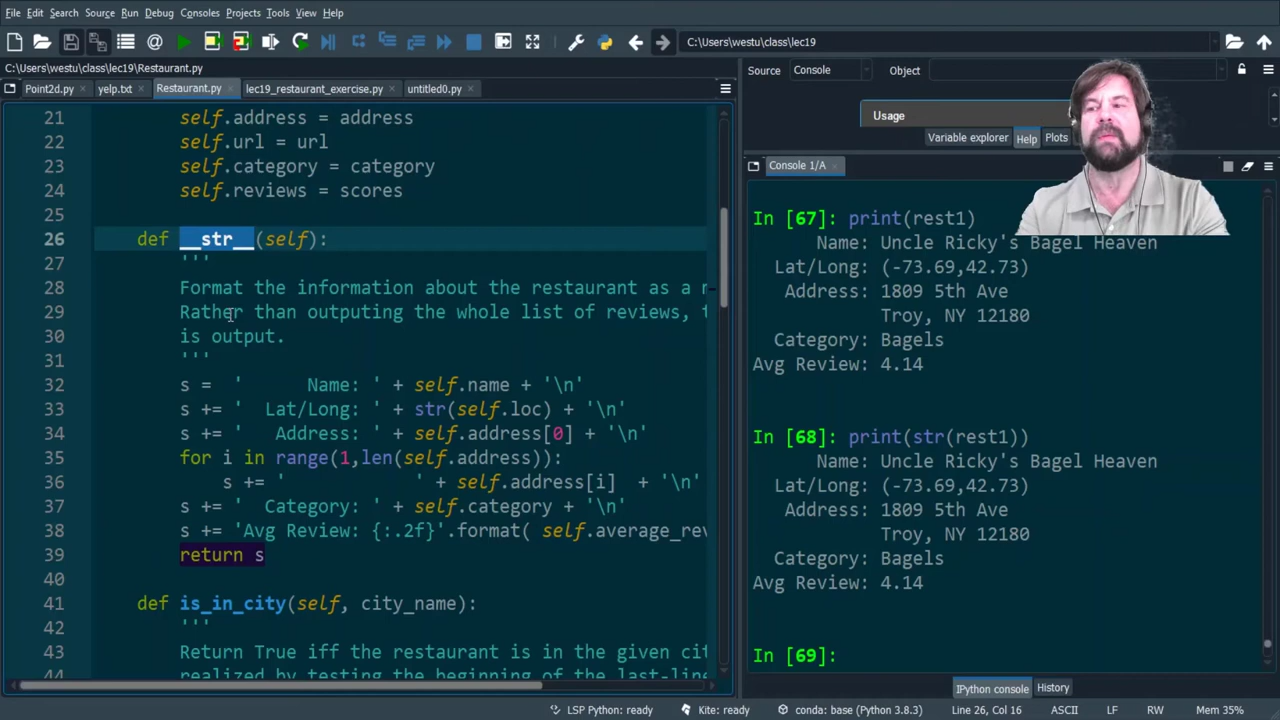 File Edit Search Source Run Debug Consoles Projects Tools View Help
C:\Users\westu\class\lec19
C:\Users\westu\class\lec19\Restaurant.py
Point2d.py yelp.txt Restaurant.py lec19_restaurant_exercise.py untitled0.py
21 self.address = address
22 self.url = url
23 self.category = category
24 self.reviews = scores
25
26 def __str__(self):
27 '''
28 Format the information about the restaurant as a
29 Rather than outputing the whole list of reviews,
30 is output.
31 '''
32 s = '      Name: ' + self.name + '\n'
33 s += '  Lat/Long: ' + str(self.loc) + '\n'
34 s += '   Address: ' + self.address[0] + '\n'
35 for i in range(1,len(self.address)):
36 s += '            ' + self.address[i]  + '\n'
37 s += '  Category: ' + self.category + '\n'
38 s += 'Avg Review: {:.2f}'.format( self.average_rev
39 return s
40
41 def is_in_city(self, city_name):
42 '''
43 Return True iff the restaurant is in the given cit
44 realized by testing the beginning of the last-line
Source Console Object
Usage
Variable explorer Help Plots
Console 1/A
In [67]: print(rest1)
Name: Uncle Ricky's Bagel Heaven
Lat/Long: (-73.69,42.73)
Address: 1809 5th Ave
Troy, NY 12180
Category: Bagels
Avg Review: 4.14
In [68]: print(str(rest1))
Name: Uncle Ricky's Bagel Heaven
Lat/Long: (-73.69,42.73)
Address: 1809 5th Ave
Troy, NY 12180
Category: Bagels
Avg Review: 4.14
In [69]:
IPython console History
LSP Python: ready Kite: ready conda: base (Python 3.8.3) Line 26, Col 16 ASCII LF RW Mem 35%